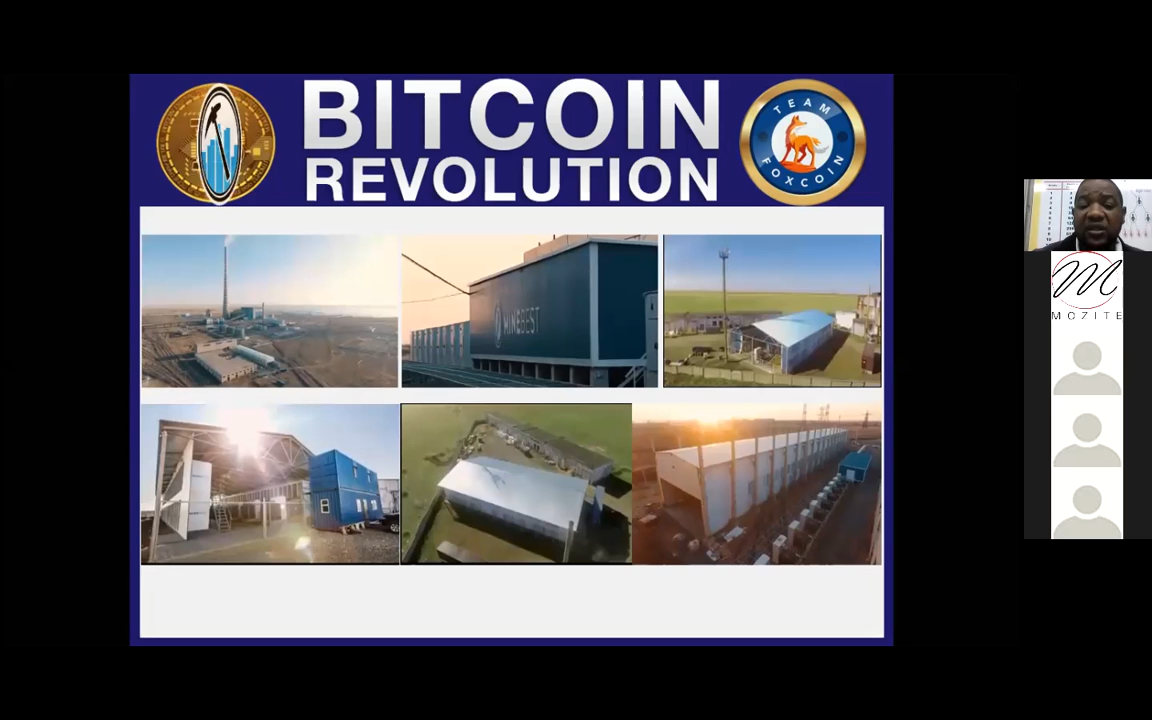 BITCOIN
REVOLUTION
TEAM
FOXCOIN
MINEBEST
MOZITE